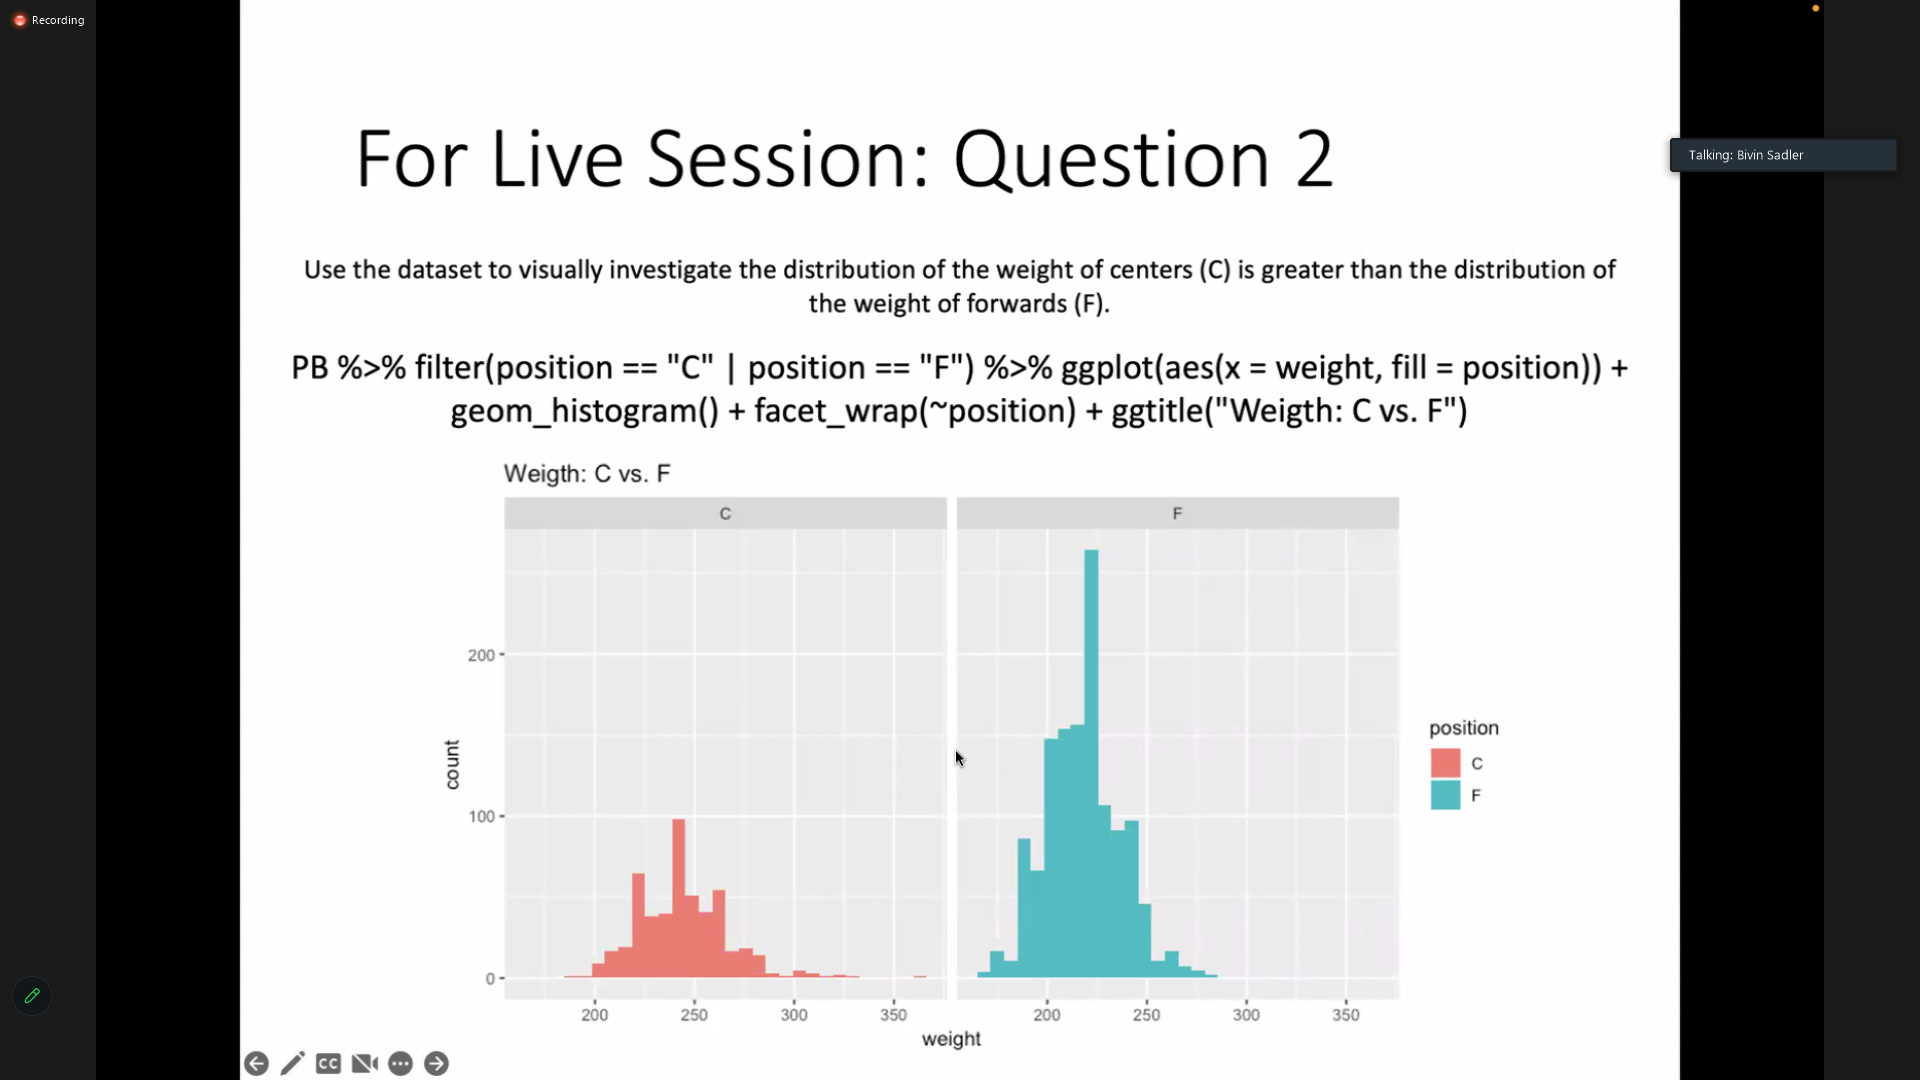 Recording
Talking: Bivin Sadler
For Live Session: Question 2
Use the dataset to visually investigate the distribution of the weight of centers (C) is greater than the distribution of
the weight of forwards (F).
PB %>% filter(position == "C" | position == "F") %>% ggplot(aes(x = weight, fill = position)) +
geom_histogram() + facet_wrap(~position) + ggtitle("Weigth: C vs. F")
Weigth: C vs. F
C
F
200
100
0
count
200
250
300
350
200
250
300
350
weight
position
C
F
CC